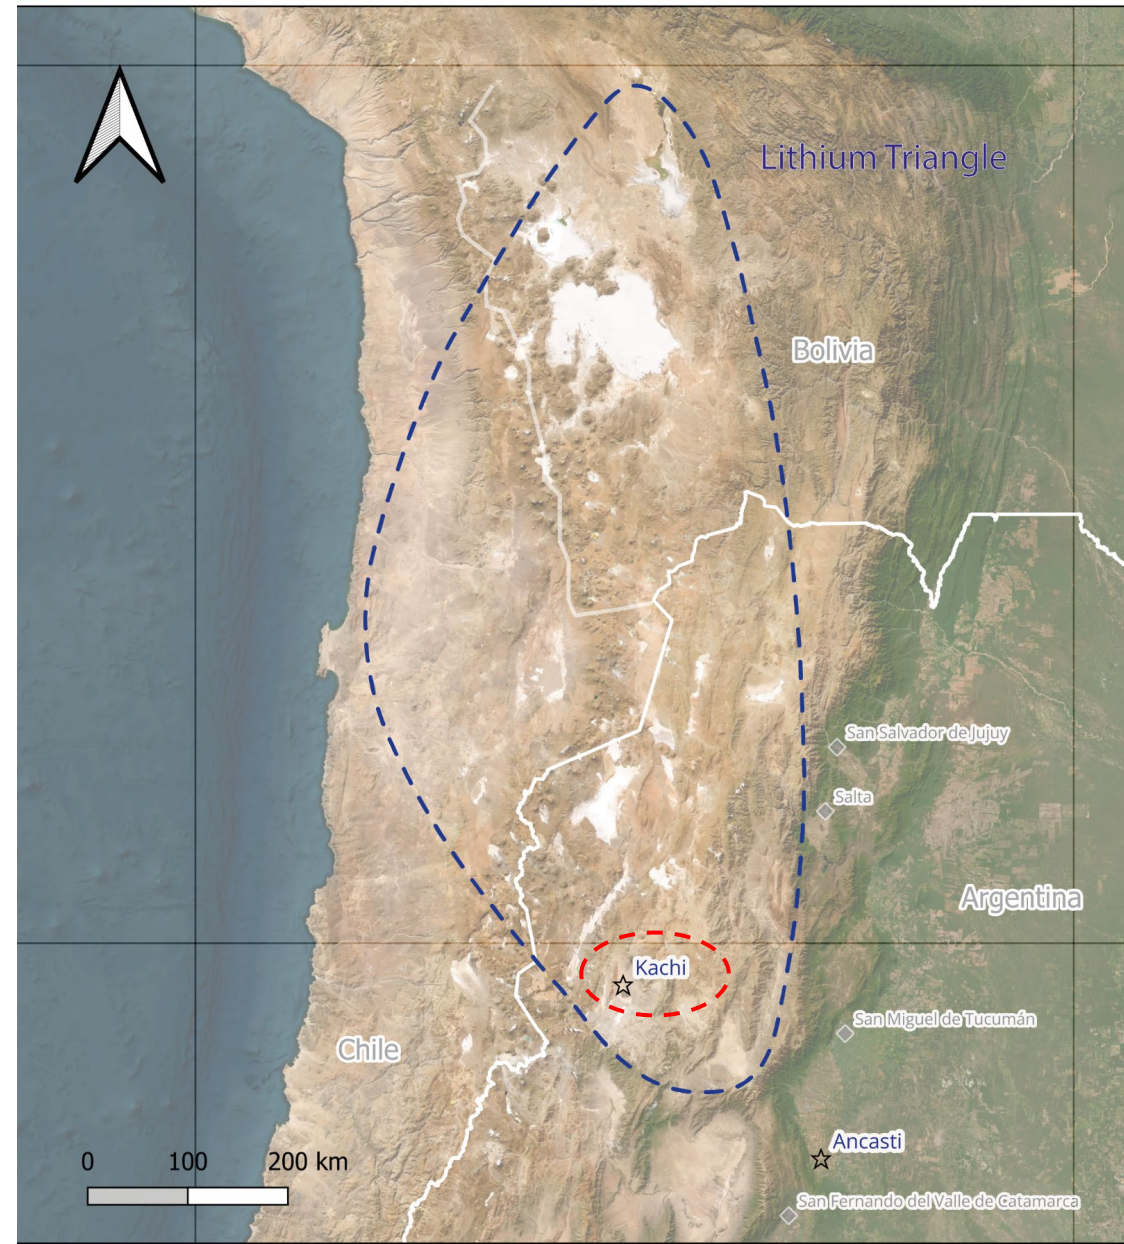 Lithium Triangle
Bolivia
San Salvador de Jujuy
Salta
Argentina
Kachi
San Miguel de Tucumán
Chile
Ancasti
0 100 200 km
San Fernando del Valle de Catamarca